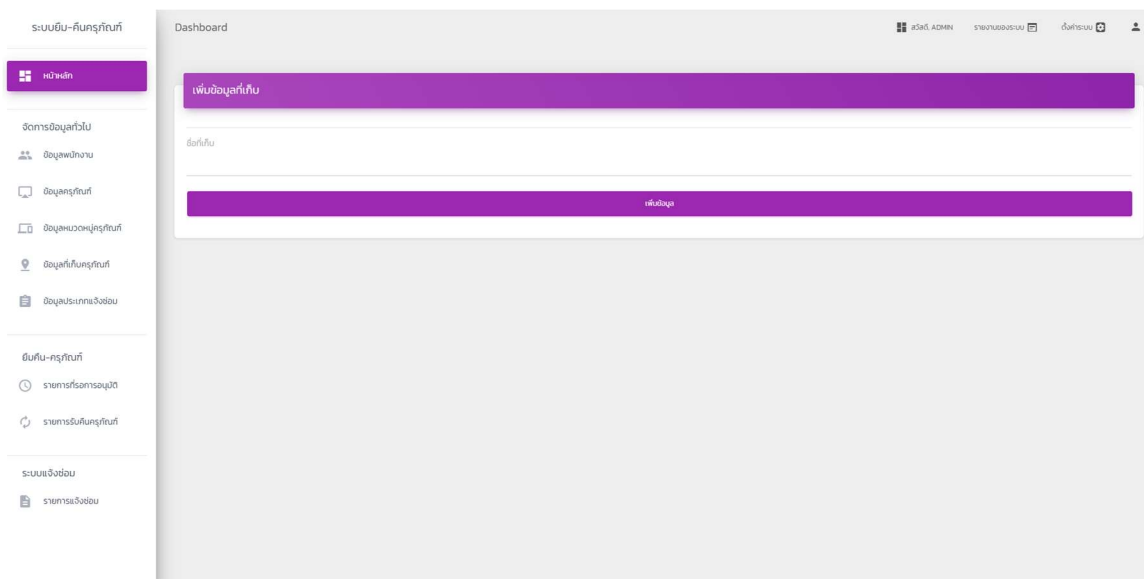 ระบบยืม-คืนครุภัณฑ์
Dashboard
สวัสดี, ADMIN
รายงานของระบบ
ตั้งค่าระบบ
หน้าหลัก
เพิ่มข้อมูลที่เก็บ
ชื่อที่เก็บ
เพิ่มข้อมูล
จัดการข้อมูลทั่วไป
ข้อมูลพนักงาน
ข้อมูลครุภัณฑ์
ข้อมูลหมวดหมู่ครุภัณฑ์
ข้อมูลที่เก็บครุภัณฑ์
ข้อมูลประเภทแจ้งซ่อม
ยืมคืน-ครุภัณฑ์
รายการที่รอการอนุมัติ
รายการรับคืนครุภัณฑ์
ระบบแจ้งซ่อม
รายการแจ้งซ่อม